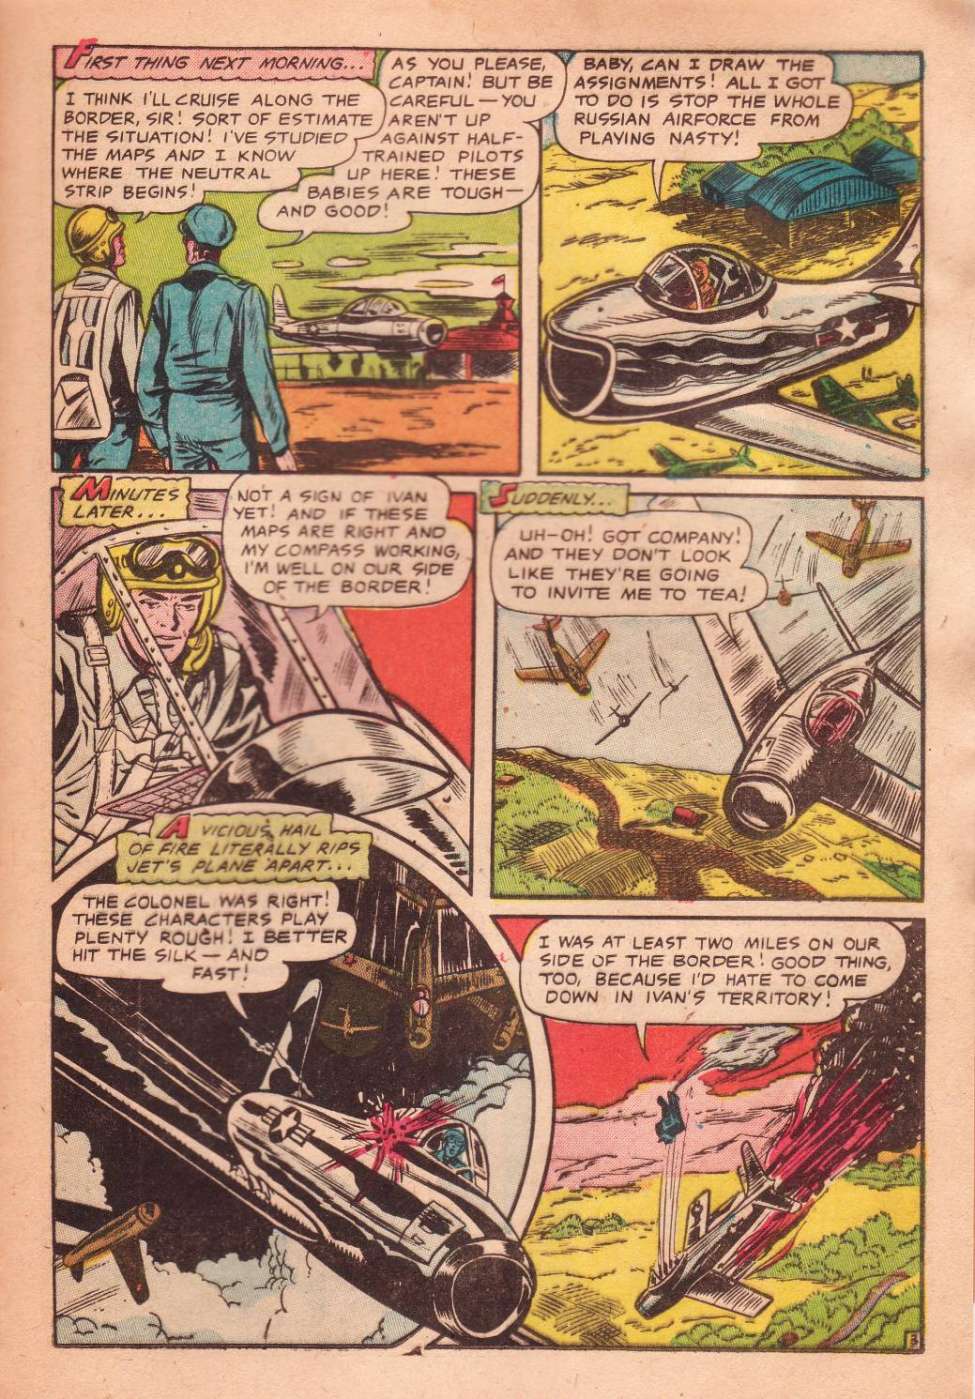 FIRST THING NEXT MORNING...
I THINK I'LL CRUISE ALONG THE
BORDER, SIR! SORT OF ESTIMATE
THE SITUATION! I'VE STUDIED
THE MAPS AND I KNOW
WHERE THE NEUTRAL
STRIP BEGINS!
AS YOU PLEASE,
CAPTAIN! BUT BE
CAREFUL — YOU
AREN'T UP
AGAINST HALF-
TRAINED PILOTS
UP HERE! THESE
BABIES ARE TOUGH —
AND GOOD!
BABY, CAN I DRAW THE
ASSIGNMENTS! ALL I GOT
TO DO IS STOP THE WHOLE
RUSSIAN AIRFORCE FROM
PLAYING NASTY!
MINUTES
LATER...
NOT A SIGN OF IVAN
YET! AND IF THESE
MAPS ARE RIGHT AND
MY COMPASS WORKING,
I'M WELL ON OUR SIDE
OF THE BORDER!
SUDDENLY...
UH-OH! GOT COMPANY!
AND THEY DON'T LOOK
LIKE THEY'RE GOING
TO INVITE ME TO TEA!
A VICIOUS HAIL
OF FIRE LITERALLY RIPS
JET'S PLANE APART...
THE COLONEL WAS RIGHT!
THESE CHARACTERS PLAY
PLENTY ROUGH! I BETTER
HIT THE SILK — AND
FAST!
I WAS AT LEAST TWO MILES ON OUR
SIDE OF THE BORDER! GOOD THING,
TOO, BECAUSE I'D HATE TO COME
DOWN IN IVAN'S TERRITORY!
3